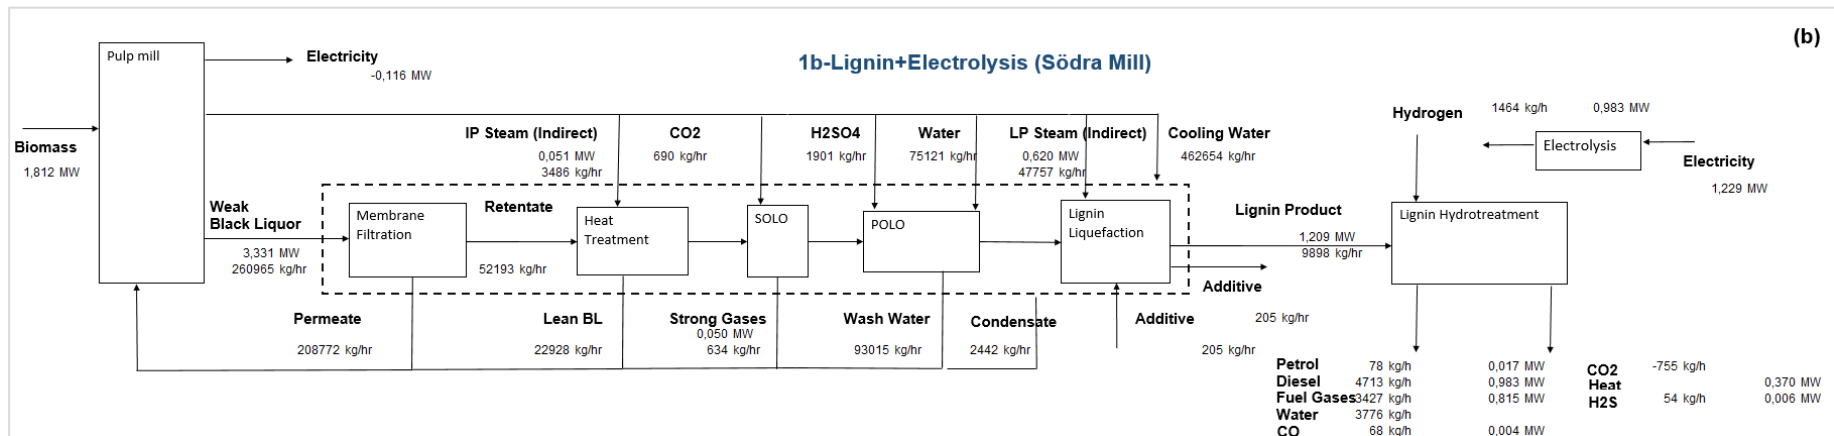 (b)
1b-Lignin+Electrolysis (Södra Mill)
Pulp mill
Electricity
-0,116 MW
Biomass
1,812 MW
IP Steam (Indirect)
0,051 MW
3486 kg/hr
CO2
690 kg/hr
H2SO4
1901 kg/hr
Water
75121 kg/hr
LP Steam (Indirect)
0,620 MW
47757 kg/hr
Cooling Water
462654 kg/hr
Hydrogen
1464 kg/h 0,983 MW
Electrolysis
Electricity
1,229 MW
Weak
Black Liquor
3,331 MW
260965 kg/hr
Membrane
Filtration
Retentate
52193 kg/hr
Heat
Treatment
SOLO
POLO
Lignin
Liquefaction
Lignin Product
1,209 MW
9898 kg/hr
Lignin Hydrotreatment
Additive
205 kg/hr
Permeate
208772 kg/hr
Lean BL
22928 kg/hr
Strong Gases
0,050 MW
634 kg/hr
Wash Water
93015 kg/hr
Condensate
2442 kg/hr
Additive
205 kg/hr
Petrol 78 kg/h 0,017 MW
Diesel 4713 kg/h 0,983 MW
Fuel Gases 3427 kg/h 0,815 MW
Water 3776 kg/h
CO 68 kg/h 0,004 MW
CO2 -755 kg/h
Heat 0,370 MW
H2S 54 kg/h 0,006 MW